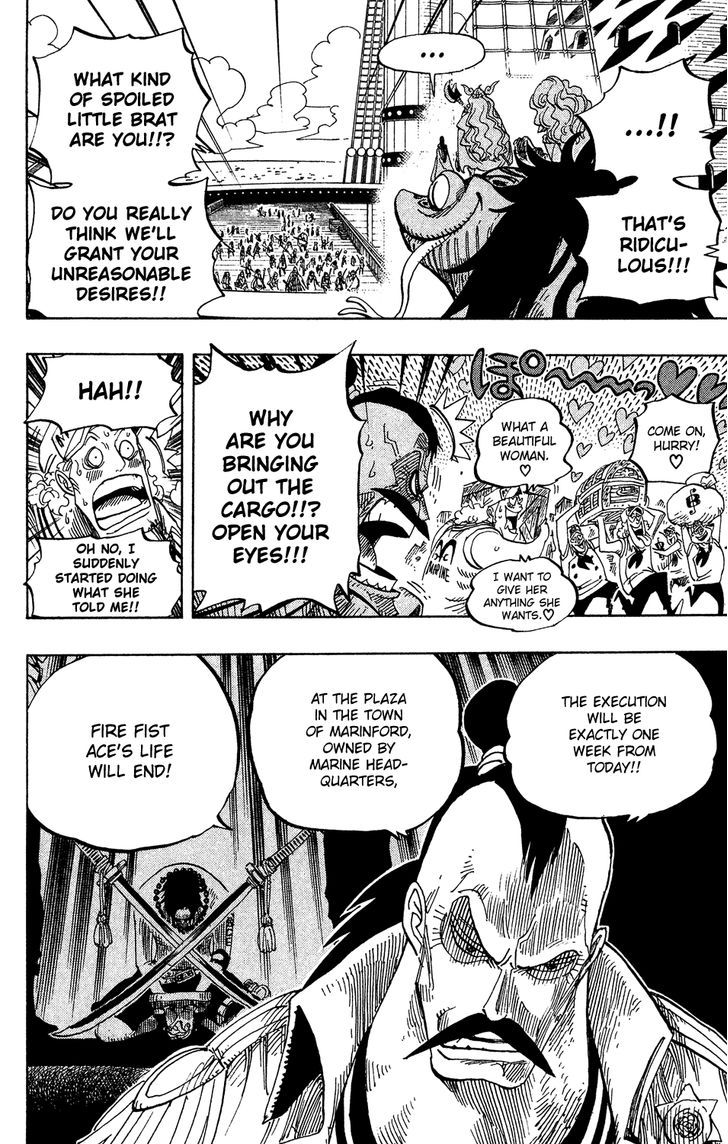 ...!!
THAT'S
RIDICU-
LOUS!!!
...
WHAT KIND
OF SPOILED
LITTLE BRAT
ARE YOU!!?
DO YOU REALLY
THINK WE'LL
GRANT YOUR
UNREASONABLE
DESIRES!!
ぽ〜〜っ
COME ON,
HURRY!
♡
WHAT A
BEAUTIFUL
WOMAN.
♡
I WANT TO
GIVE HER
ANYTHING SHE
WANTS.♡
MARINE
WHY
ARE YOU
BRINGING
OUT THE
CARGO!!?
OPEN YOUR
EYES!!!
HAH!!
OH NO, I
SUDDENLY
STARTED DOING
WHAT SHE
TOLD ME!!
THE EXECUTION
WILL BE
EXACTLY ONE
WEEK FROM
TODAY!!
AT THE PLAZA
IN THE TOWN
OF MARINFORD,
OWNED BY
MARINE HEAD-
QUARTERS,
FIRE FIST
ACE'S LIFE
WILL END!